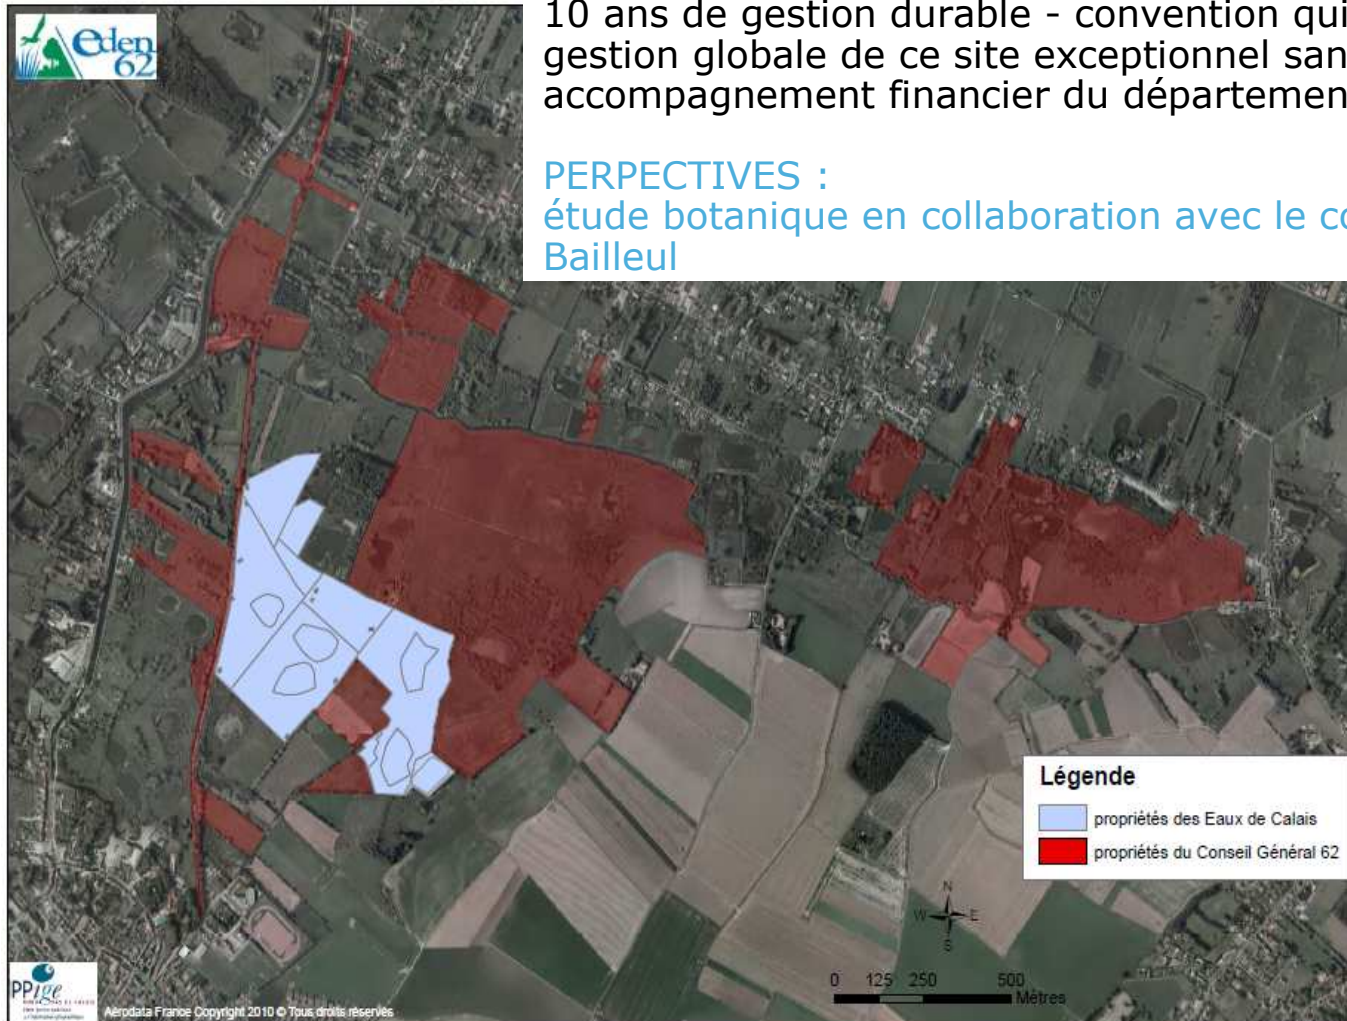 Eden
62
10 ans de gestion durable - convention qui
gestion globale de ce site exceptionnel san
accompagnement financier du départemen
PERPECTIVES :
étude botanique en collaboration avec le co
Bailleul
Légende
propriétés des Eaux de Calais
propriétés du Conseil Général 62
N
W E
S
0 125 250 500
Mètres
PPige
Aérodata France Copyright 2010 © Tous droits réservés